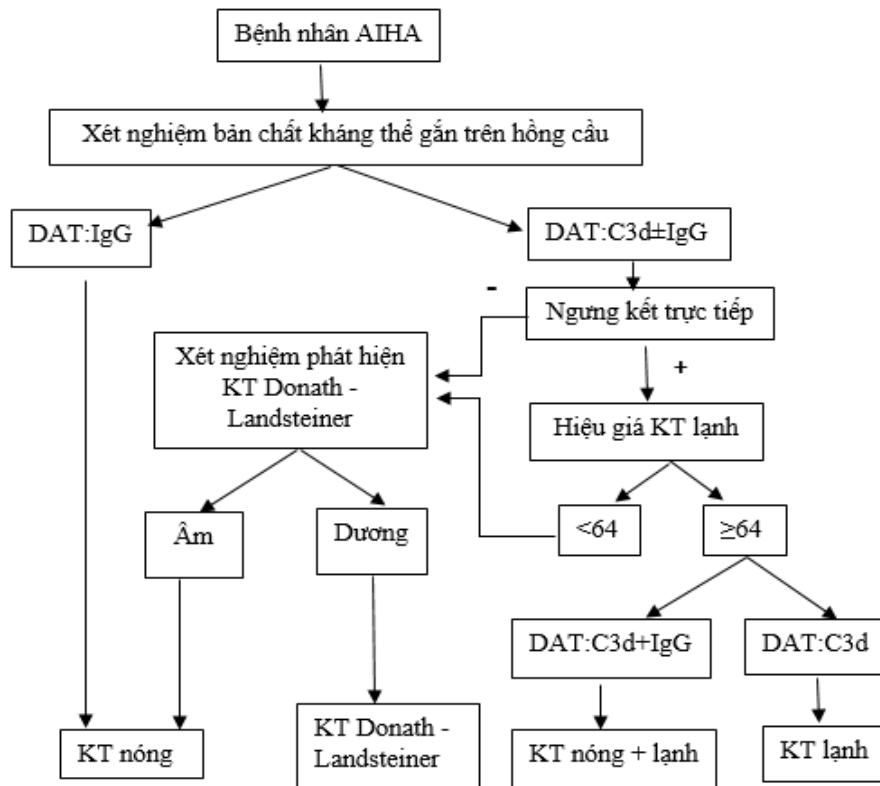 Bệnh nhân AIHA
Xét nghiệm bản chất kháng thể gắn trên hồng cầu
DAT:IgG
DAT:C3d±IgG
-
Ngưng kết trực tiếp
Xét nghiệm phát hiện
KT Donath -
Landsteiner
+
Hiệu giá KT lạnh
Âm
Dương
<64
≥64
DAT:C3d+IgG
DAT:C3d
KT nóng
KT Donath -
Landsteiner
KT nóng + lạnh
KT lạnh